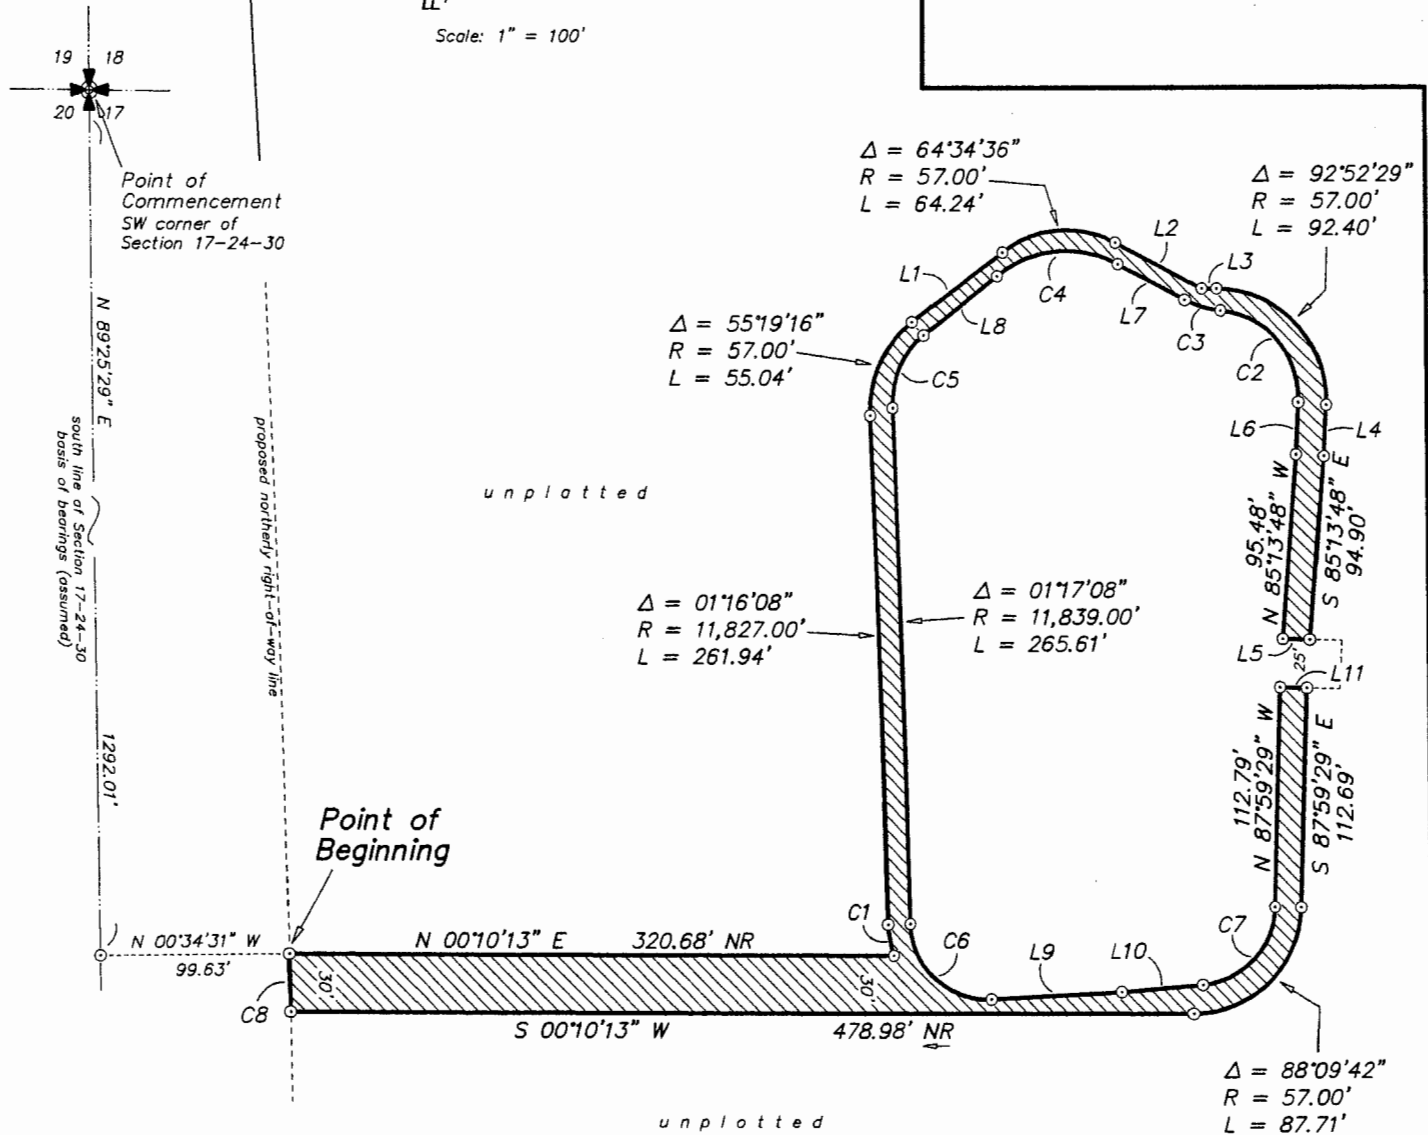 Scale: 1" = 100'
19 18
20 17
Point of
Commencement
SW corner of
Section 17-24-30
N 89°25'29" E
south line of Section 17-24-30
basis of bearings (assumed)
1292.01'
proposed northerly right-of-way line
N 00°34'31" W
99.63'
Point of
Beginning
N 00°10'13" E 320.68' NR
30'
30'
C8
S 00°10'13" W 478.98' NR
unplatted
unplotted
Δ = 64°34'36"
R = 57.00'
L = 64.24'
Δ = 92°52'29"
R = 57.00'
L = 92.40'
Δ = 55°19'16"
R = 57.00'
L = 55.04'
Δ = 01°16'08"
R = 11,827.00'
L = 261.94'
Δ = 01°17'08"
R = 11,839.00'
L = 265.61'
L1
L8
C4
L2
L7
L3
C3
C2
C5
L6
L4
N 85°13'48" W
95.48'
S 85°13'48" E
94.90'
L5
25'
L11
N 87°59'29" W
112.79'
S 87°59'29" E
112.69'
C1
C6
L9
L10
C7
Δ = 88°09'42"
R = 57.00'
L = 87.71'